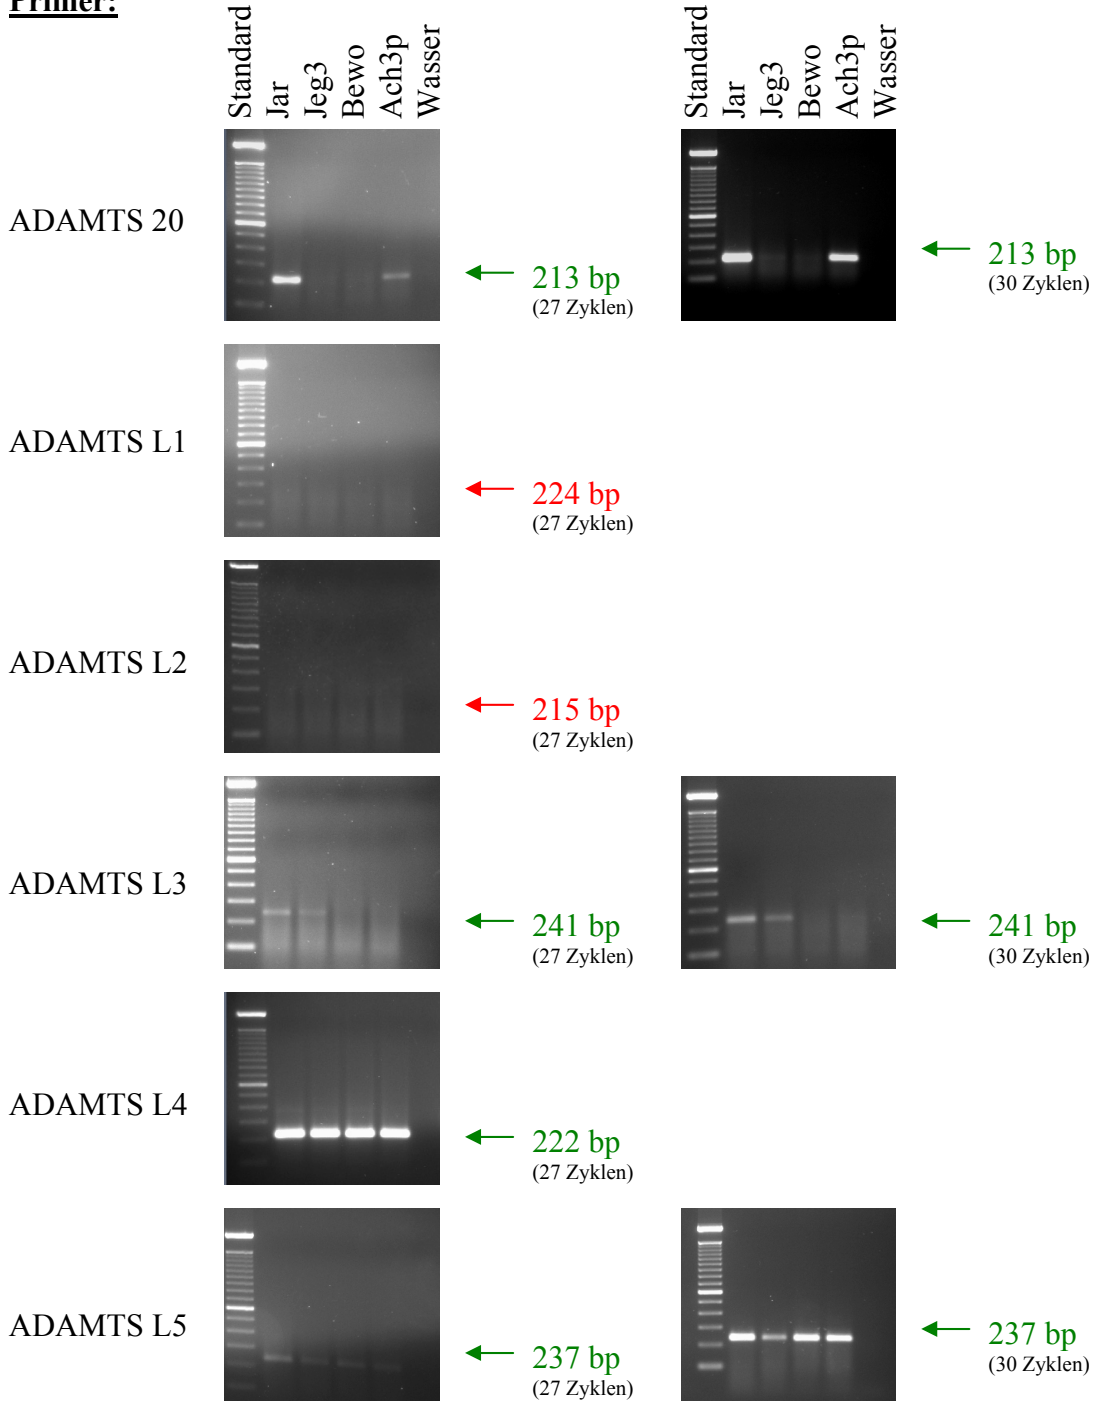 Primer:
Standard
Jar
Jeg3
Bewo
Ach3p
Wasser
Standard
Jar
Jeg3
Bewo
Ach3p
Wasser
ADAMTS 20
213 bp
(27 Zyklen)
213 bp
(30 Zyklen)
ADAMTS L1
224 bp
(27 Zyklen)
ADAMTS L2
215 bp
(27 Zyklen)
ADAMTS L3
241 bp
(27 Zyklen)
241 bp
(30 Zyklen)
ADAMTS L4
222 bp
(27 Zyklen)
ADAMTS L5
237 bp
(27 Zyklen)
237 bp
(30 Zyklen)